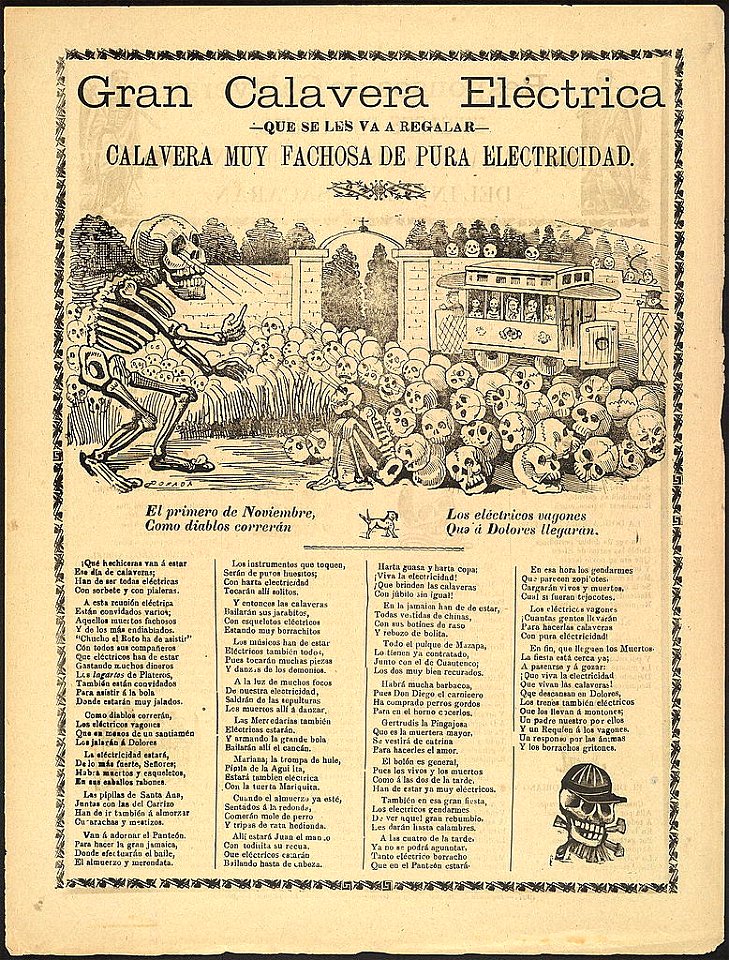 Gran Calavera Eléctrica
—QUE SE LES VA A REGALAR—
CALAVERA MUY FACHOSA DE PURA ELECTRICIDAD.
POSADA
El primero de Noviembre,
Como diablos correrán
Los eléctricos vagones
Que á Dolores llegarán.
¡Qué hechiceras van á estar
Ese día de calaveras;
Han de ser todas eléctricas
Con sorbete y con pialeras.
A esta reunión eléctrica
Están convidados varios;
Aquellos muertos fachosos
Y de los más endiablados.
"Chucho el Roto ha de asistir"
Con todos sus compañeros
Que eléctricos han de estar
Gastando muchos dineros
Los lagartos de Plateros,
También están convidados
Para asistir á la bola
Donde estarán muy jalados.
Como diablos correrán,
Los eléctricos vagones
Que en menos de un santiamén
Los jalarán á Dolores
La eléctricidad estará,
De lo más fuerte, Señores;
Habrá muertos y esqueletos,
En sus caballos rabones.
Las pipilas de Santa Ana,
Juntas con las del Carrizo
Han de ir también á almorzar
Cucarachas y mestizos.
Van á adornar el Panteón.
Para hacer la gran jamaica,
Donde efectuarán el baile,
El almuerzo y merendata.
Los instrumentos que toquen,
Serán de puros huesitos;
Con harta electricidad
Tocarán allí solitos.
Y entonces las calaveras
Bailarán sus jarabitos,
Con esqueletos eléctricos
Estando muy borrachitos
Los músicos han de estar
Eléctricos también todos,
Pues tocarán muchas piezas
Y danzas de los demonios.
A la luz de muchos focos
De nuestra electricidad,
Saldrán de las sepulturas
Los muertos allí á danzar.
Las Mercedarias también
Eléctricas estarán.
Y armando la grande bola
Bailarán allí el cancán.
Mariana; la trompa de hule,
Pipila de la Aguilita,
Estará tambien eléctrica
Con la tuerta Mariquita.
Cuando el almuerzo ya esté,
Sentados á la redonda,
Comerán mole de perro
Y tripas de rata hedionda.
Allí estará Juan el manco
Con todita su recua.
Que eléctricos estarán
Bailando hasta de cabeza.
Harta guasa y harta copa;
¡Viva la electricidad!
¡Que brinden las calaveras
Con júbilo sin igual!
En la jamaica han de estar,
Todas vestidas de chinas,
Con sus botines de raso
Y rebozo de bolita.
Todo el pulque de Mazapa,
Lo tienen ya contratado,
Junto con el de Cuautenco;
Los dos muy bien recurados.
Habrá mucha barbacoa,
Pues Don Diego el carnicero
Ha comprado perros gordos
Para en el horno cocerlos.
Gertrudis la Pingajosa
Que es la muertera mayor,
Se vestirá de catrina
Para hacerles el amor.
El bolón es general,
Pues los vivos y los muertos
Como á las dos de la tarde.
Han de estar ya muy eléctricos.
También en esa gran fiesta,
Los electricos gendarmes
De ver aquel gran rebumbio.
Les darán hasta calambres.
A las cuatro de la tarde.
Ya no se podrá aguantar.
Tanto eléctrico borracho
Que en el Panteón estará.
En esa hora los gendarmes
Que parecen zopilotes.
Cargarán vivos y muertos,
Cual si fueran tejocotes.
Los eléctricos vagones
¡Cuantas gentes llevarán
Para hacerlas calaveras
Con pura eléctricidad!
En fin, que lleguen los Muertos
La fiesta está cerca ya;
A pasearse y á gozar:
¡Que viva la electricidad
Que vivan las calaveras!
Que descansan en Dolores,
Los trenes también eléctricos
Que los llevan á montones;
Un padre nuestro por ellos
Y un Requiem á los vagones.
Un responso por las ánimas
Y los borrachos gritones.